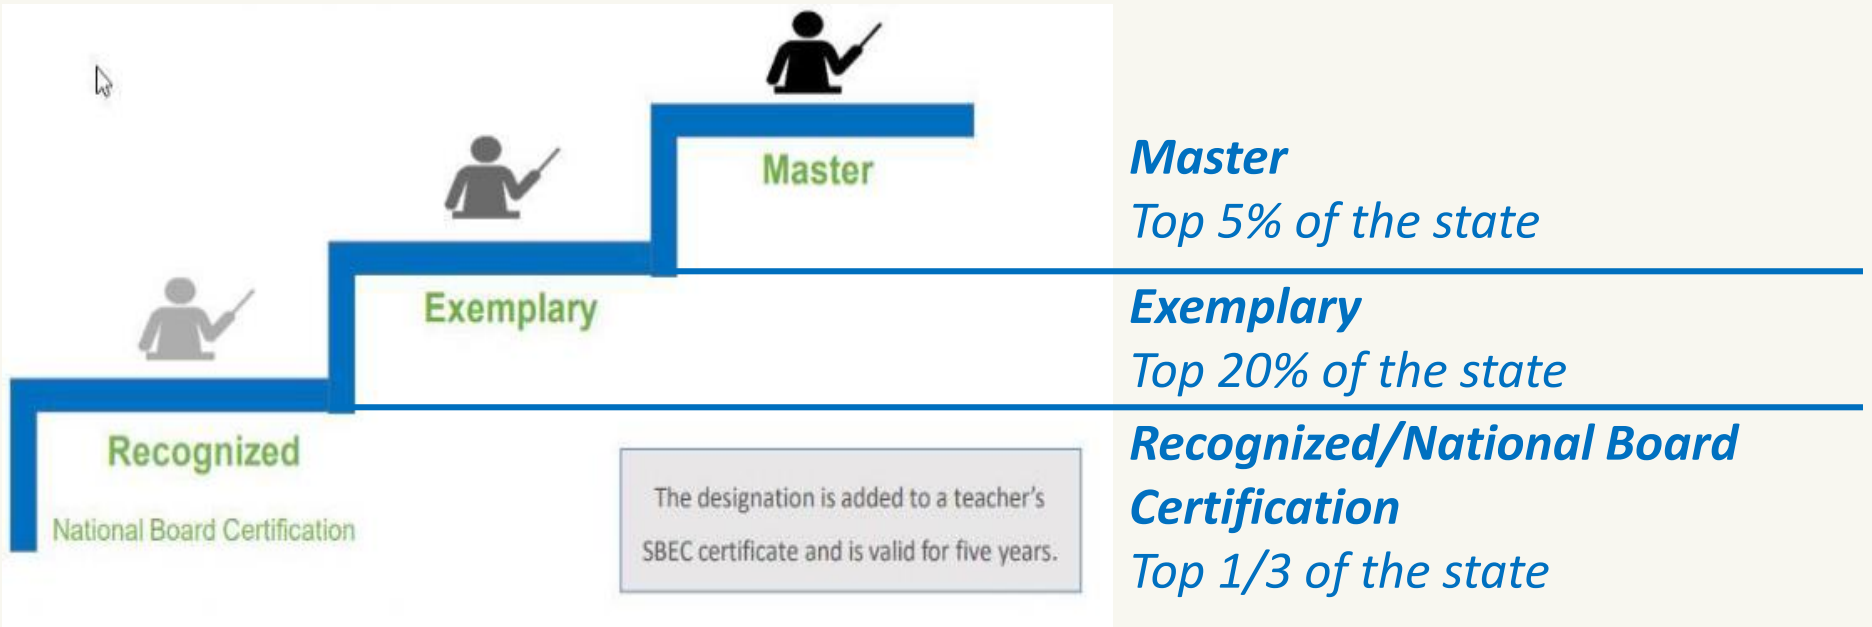 Master
Exemplary
Recognized
National Board Certification
The designation is added to a teacher's
SBEC certificate and is valid for five years.
Master
Top 5% of the state
Exemplary
Top 20% of the state
Recognized/National Board
Certification
Top 1/3 of the state